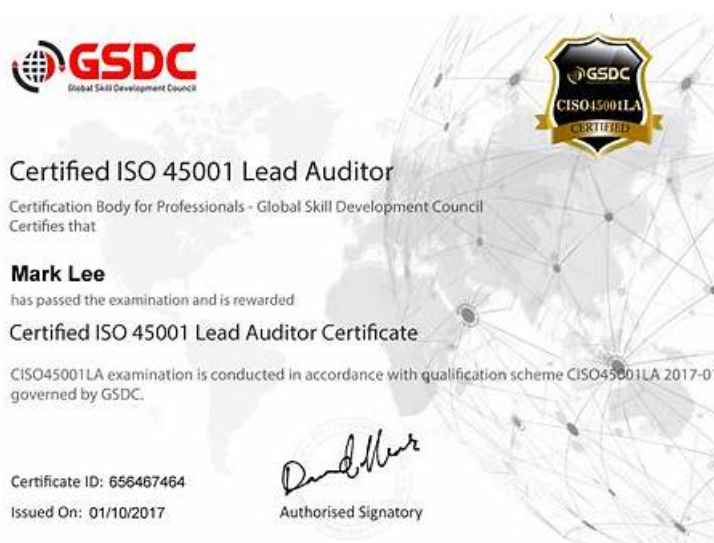 GSDC
Global Skill Development Council
GSDC
CISO45001LA
CERTIFIED
Certified ISO 45001 Lead Auditor
Certification Body for Professionals - Global Skill Development Council
Certifies that
Mark Lee
has passed the examination and is rewarded
Certified ISO 45001 Lead Auditor Certificate
CISO45001LA examination is conducted in accordance with qualification scheme CISO45001LA 2017-01
governed by GSDC.
Certificate ID: 656467464
Issued On: 01/10/2017
Authorised Signatory